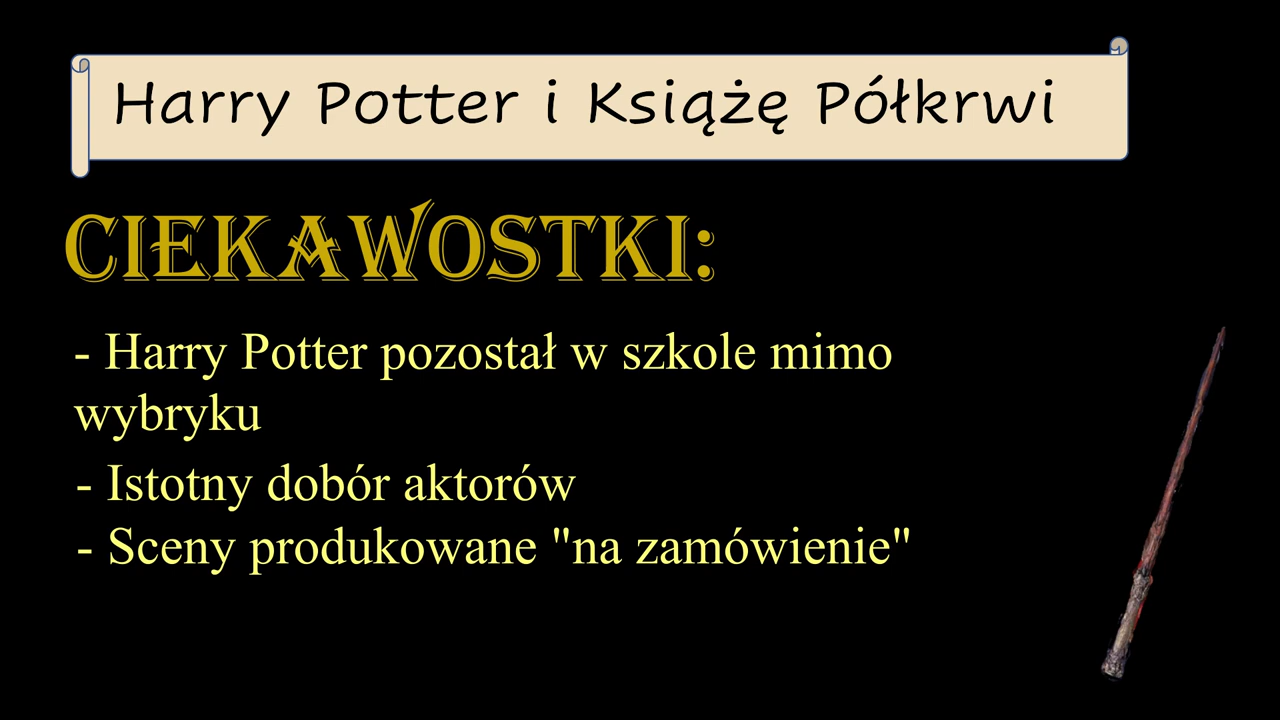 Harry Potter i Książę Półkrwi
CIEKAWOSTKI:
- Harry Potter pozostał w szkole mimo
wybryku
- Istotny dobór aktorów
- Sceny produkowane "na zamówienie"